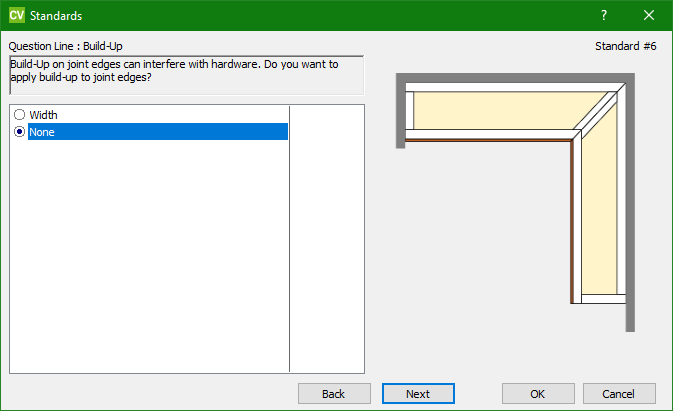 CV Standards ?
Question Line : Build-Up Standard #6
Build-Up on joint edges can interfere with hardware. Do you want to
apply build-up to joint edges?
Width
None
Back Next OK Cancel